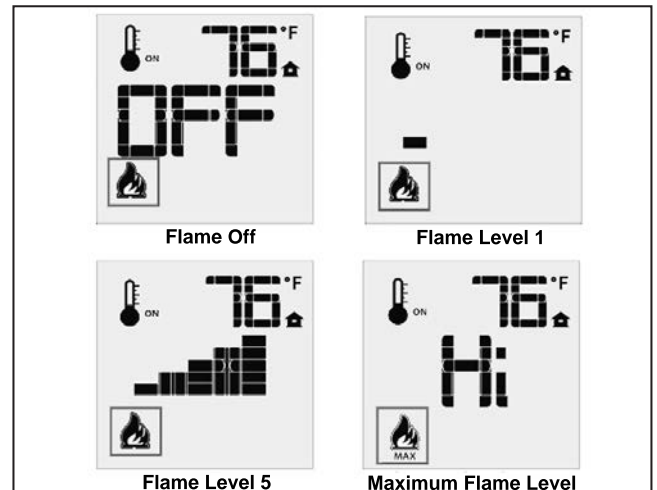 76 °F
ON
OFF
Flame Off
76 °F
ON
Flame Level 1
76 °F
ON
Flame Level 5
76 °F
ON
Hi
MAX
Maximum Flame Level